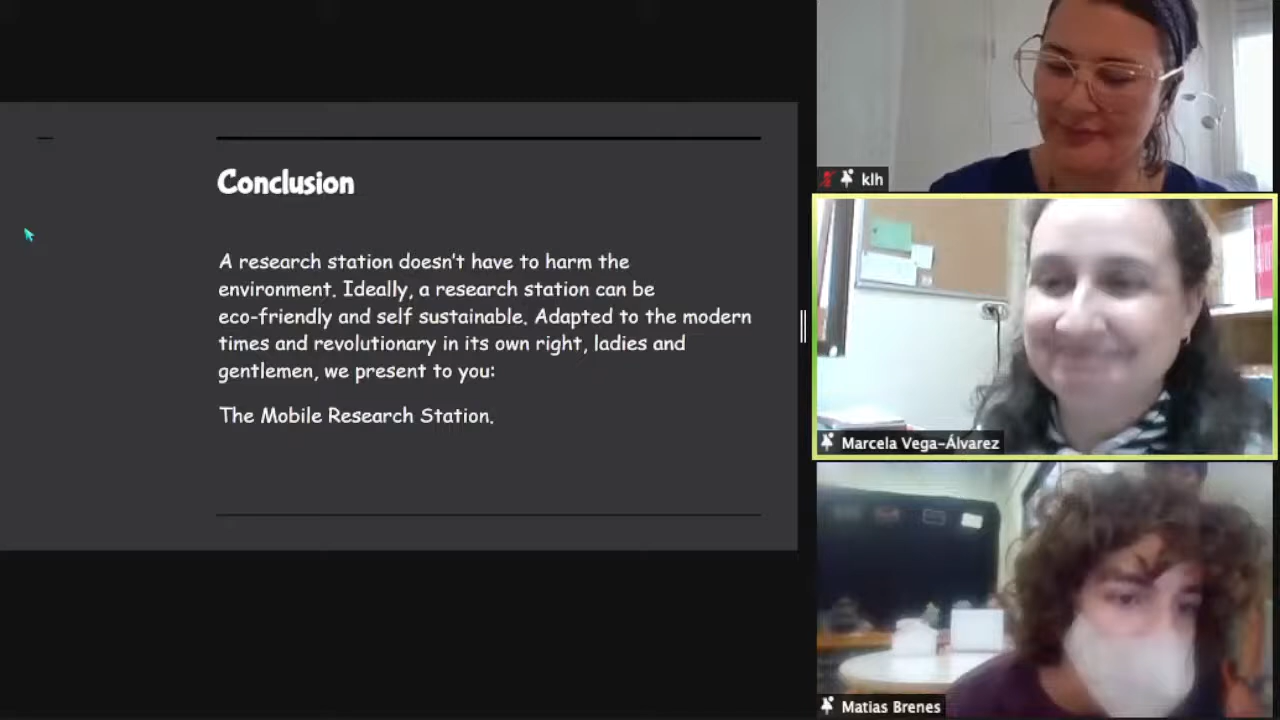 Conclusion
A research station doesn't have to harm the
environment. Ideally, a research station can be
eco-friendly and self sustainable. Adapted to the modern
times and revolutionary in its own right, ladies and
gentlemen, we present to you:
The Mobile Research Station.
klh
Marcela Vega-Álvarez
Matias Brenes